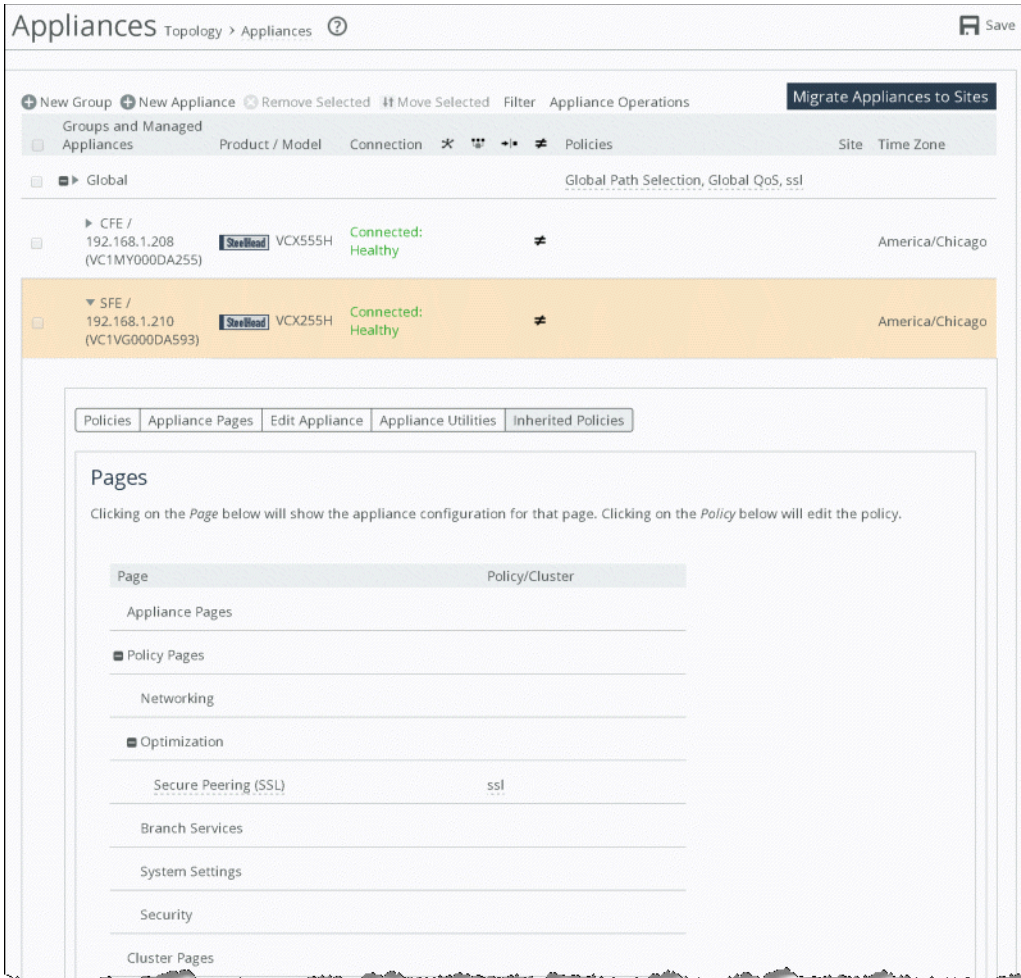 Appliances Topology › Appliances ?
Save
New Group New Appliance Remove Selected Move Selected Filter Appliance Operations
Migrate Appliances to Sites
Groups and Managed
Appliances Product / Model Connection ≠ Policies Site Time Zone
Global Global Path Selection, Global QoS, ssl
CFE /
192.168.1.208
(VC1MY000DA255)
SteelHead VCX555H
Connected:
Healthy
≠
America/Chicago
SFE /
192.168.1.210
(VC1VG000DA593)
SteelHead VCX255H
Connected:
Healthy
≠
America/Chicago
Policies Appliance Pages Edit Appliance Appliance Utilities Inherited Policies
Pages
Clicking on the Page below will show the appliance configuration for that page. Clicking on the Policy below will edit the policy.
Page Policy/Cluster
Appliance Pages
Policy Pages
Networking
Optimization
Secure Peering (SSL) ssl
Branch Services
System Settings
Security
Cluster Pages